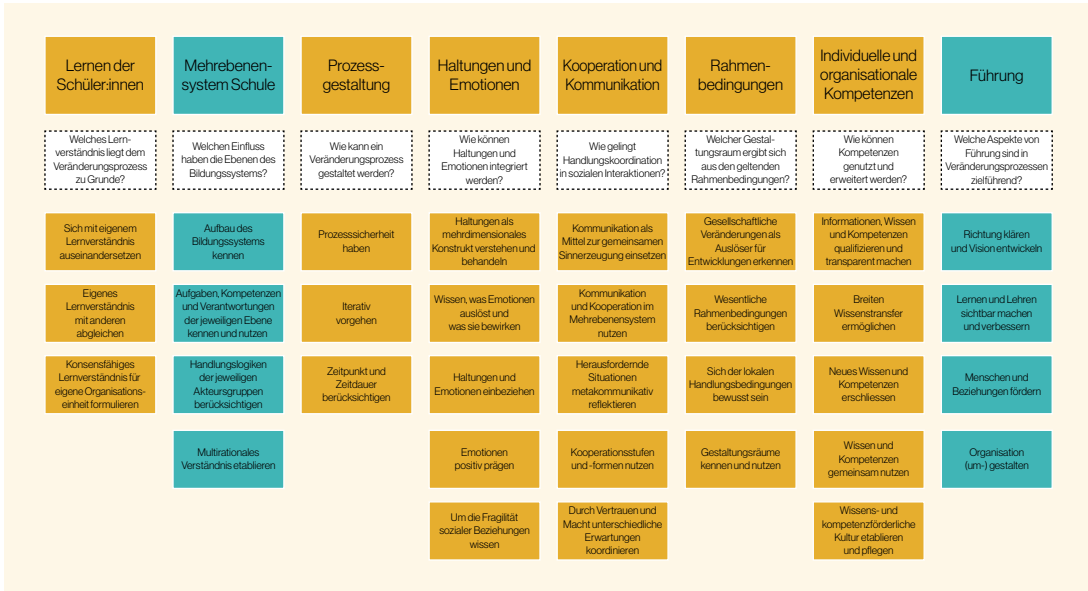 Lernen der
Schüler:innen
Mehrebenen-
system Schule
Prozess-
gestaltung
Haltungen und
Emotionen
Kooperation und
Kommunikation
Rahmen-
bedingungen
Individuelle und
organisationale
Kompetenzen
Führung
Welches Lern-
verständnis liegt dem
Veränderungsprozess
zu Grunde?
Welchen Einfluss
haben die Ebenen des
Bildungssystems?
Wie kann ein
Veränderungsprozess
gestaltet werden?
Wie können
Haltungen und
Emotionen integriert
werden?
Wie gelingt
Handlungskoordination
in sozialen Interaktionen?
Welcher Gestal-
tungsraum ergibt sich
aus den geltenden
Rahmenbedingungen?
Wie können
Kompetenzen
genutzt und
erweitert werden?
Welche Aspekte von
Führung sind in
Veränderungsprozessen
zielführend?
Sich mit eigenem
Lernverständnis
auseinandersetzen
Aufbau des
Bildungssystems
kennen
Prozesssicherheit
haben
Haltungen als
mehrdimensionales
Konstrukt verstehen und
behandeln
Kommunikation als
Mittel zur gemeinsamen
Sinnerzeugung einsetzen
Gesellschaftliche
Veränderungen als
Auslöser für
Entwicklungen erkennen
Informationen, Wissen
und Kompetenzen
qualifizieren und
transparent machen
Richtung klären
und Vision entwickeln
Eigenes
Lernverständnis
mit anderen
abgleichen
Aufgaben, Kompetenzen
und Verantwortungen
der jeweiligen Ebene
kennen und nutzen
Iterativ
vorgehen
Wissen, was Emotionen
auslöst und
was sie bewirken
Kommunikation
und Kooperation im
Mehrebenensystem
nutzen
Wesentliche
Rahmenbedingungen
berücksichtigen
Breiten
Wissenstransfer
ermöglichen
Lernen und Lehren
sichtbar machen
und verbessern
Konsensfähiges
Lernverständnis für
eigene Organisations-
einheit formulieren
Handlungslogiken
der jeweiligen
Akteursgruppen
berücksichtigen
Zeitpunkt und
Zeitdauer
berücksichtigen
Haltungen und
Emotionen einbeziehen
Herausfordernde
Situationen
metakommunikativ
reflektieren
Sich der lokalen
Handlungsbedingungen
bewusst sein
Neues Wissen und
Kompetenzen
erschliessen
Menschen und
Beziehungen fördern
Multirationales
Verständnis etablieren
Emotionen
positiv prägen
Kooperationsstufen
und -formen nutzen
Gestaltungsräume
kennen und nutzen
Wissen und
Kompetenzen
gemeinsam nutzen
Organisation
(um-) gestalten
Um die Fragilität
sozialer Beziehungen
wissen
Durch Vertrauen und
Macht unterschiedliche
Erwartungen
koordinieren
Wissens- und
kompetenzförderliche
Kultur etablieren
und pflegen